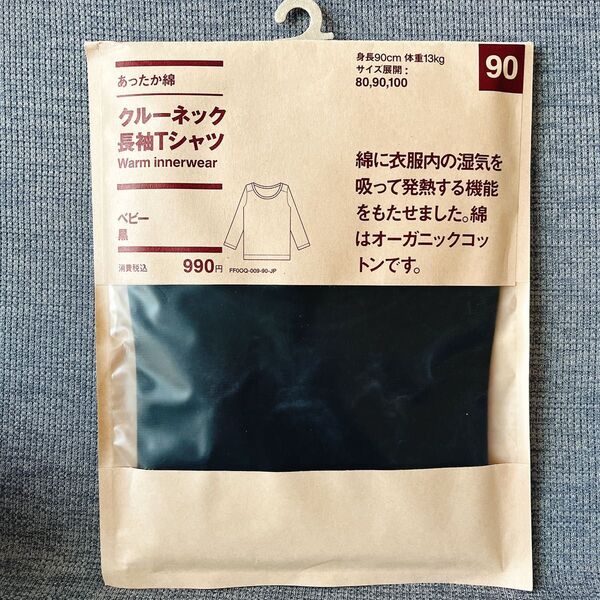 あったか綿
クルーネック
長袖Tシャツ
Warm innerwear
ベビー
黒
消費税込 990円
FF0OQ-009-90-JP
身長90cm 体重13kg
サイズ展開：
80,90,100
90
綿に衣服内の湿気を
吸って発熱する機能
をもたせました。綿
はオーガニックコッ
トンです。